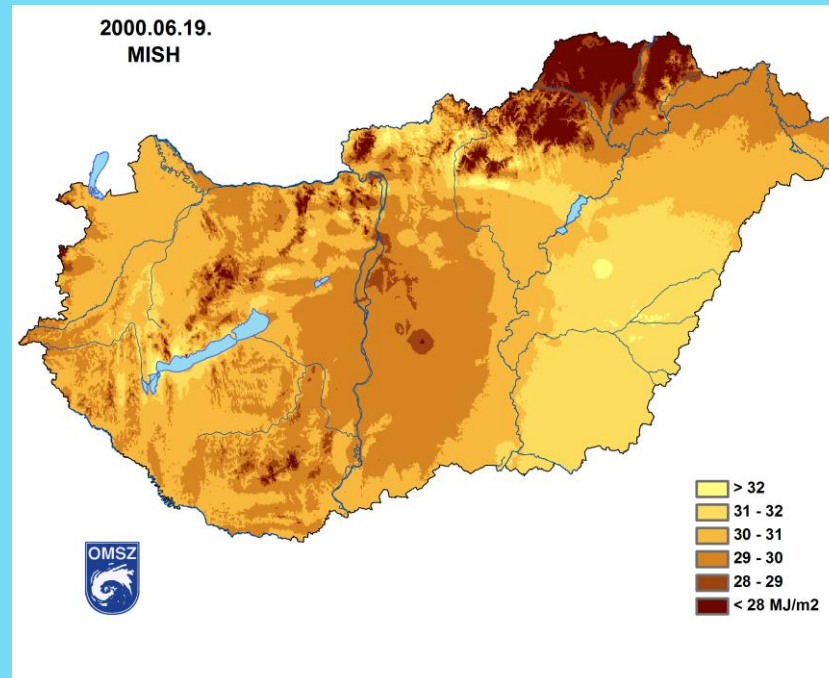 2000.06.19.
MISH
OMSZ
> 32
31 - 32
30 - 31
29 - 30
28 - 29
< 28 MJ/m2